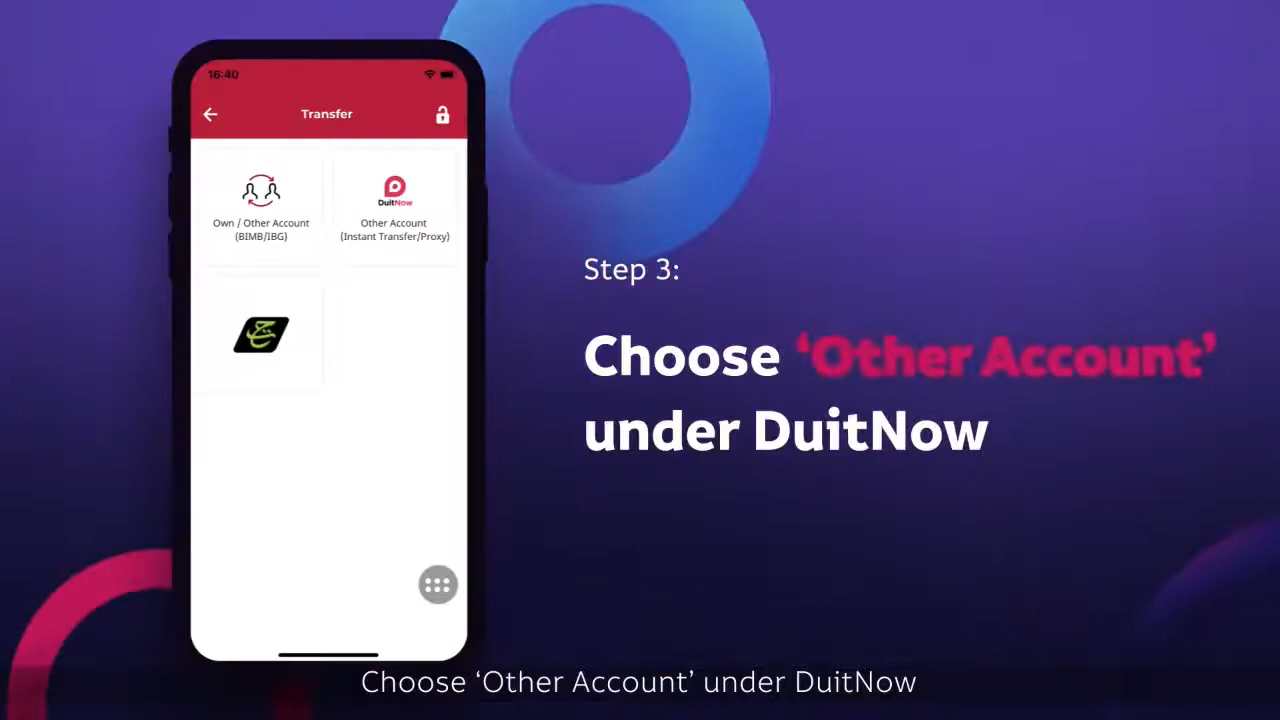 16:40
Transfer
Own / Other Account
(BIMB/IBG)
DuitNow
Other Account
(Instant Transfer/Proxy)
Step 3:
Choose ‘Other Account’
under DuitNow
Choose ‘Other Account’ under DuitNow